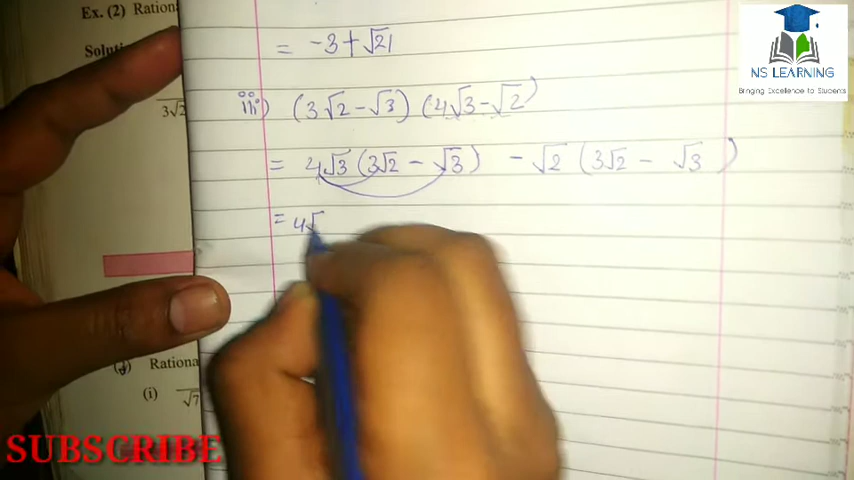 Ex. (2) Ration
Solu
3√2
= -3+√21
iii) (3√2-√3) (4√3-√2)
= 4√3 (3√2 - √3) - √2 (3√2 - √3)
= 4√
Rationa
(i) √7
NS LEARNING
Bringing Excellence to Students
SUBSCRIBE